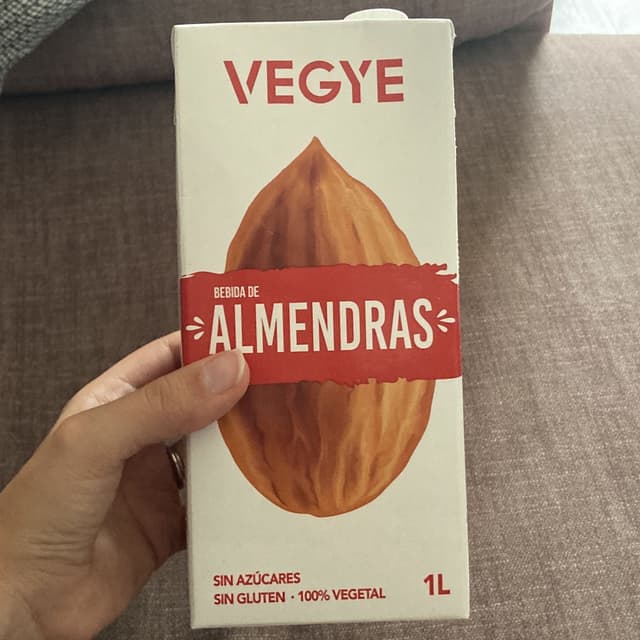 VEGYE
BEBIDA DE
ALMENDRAS
SIN AZÚCARES
SIN GLUTEN · 100% VEGETAL
1L